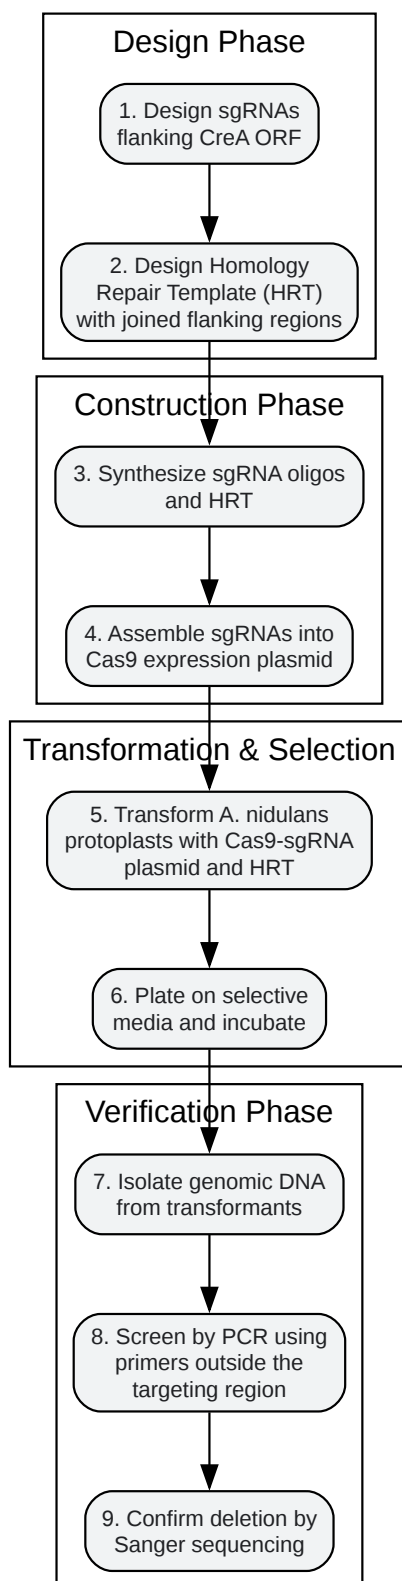 Design Phase
1. Design sgRNAs
flanking CreA ORF
2. Design Homology
Repair Template (HRT)
with joined flanking regions
Construction Phase
3. Synthesize sgRNA oligos
and HRT
4. Assemble sgRNAs into
Cas9 expression plasmid
Transformation & Selection
5. Transform A. nidulans
protoplasts with Cas9-sgRNA
plasmid and HRT
6. Plate on selective
media and incubate
Verification Phase
7. Isolate genomic DNA
from transformants
8. Screen by PCR using
primers outside the
targeting region
9. Confirm deletion by
Sanger sequencing